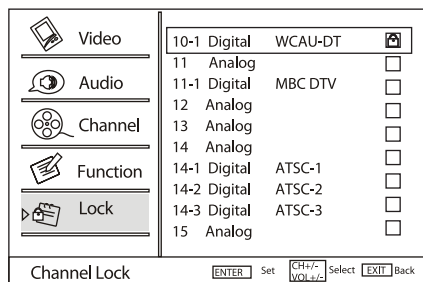 Video
Audio
Channel
Function
Lock
10-1 Digital WCAU-DT
11 Analog
11-1 Digital MBC DTV
12 Analog
13 Analog
14 Analog
14-1 Digital ATSC-1
14-2 Digital ATSC-2
14-3 Digital ATSC-3
15 Analog
Channel Lock ENTER Set CH+/- VOL+/- Select EXIT Back